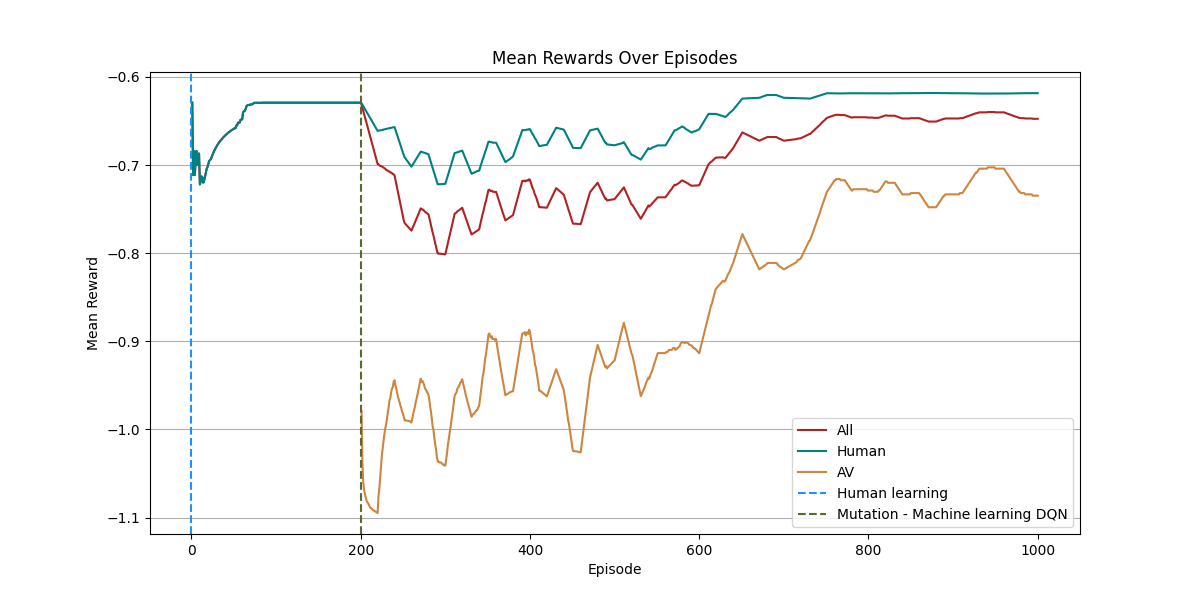 Mean Rewards Over Episodes
Mean Reward
−0.6
−0.7
−0.8
−0.9
−1.0
−1.1
0
200
400
600
800
1000
Episode
All
Human
AV
Human learning
Mutation - Machine learning DQN